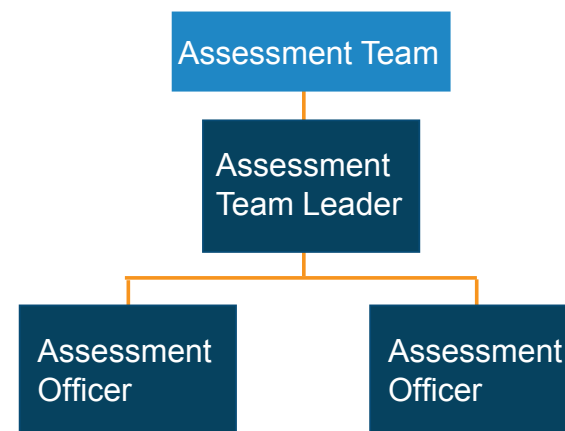 Assessment Team
Assessment
Team Leader
Assessment
Officer
Assessment
Officer